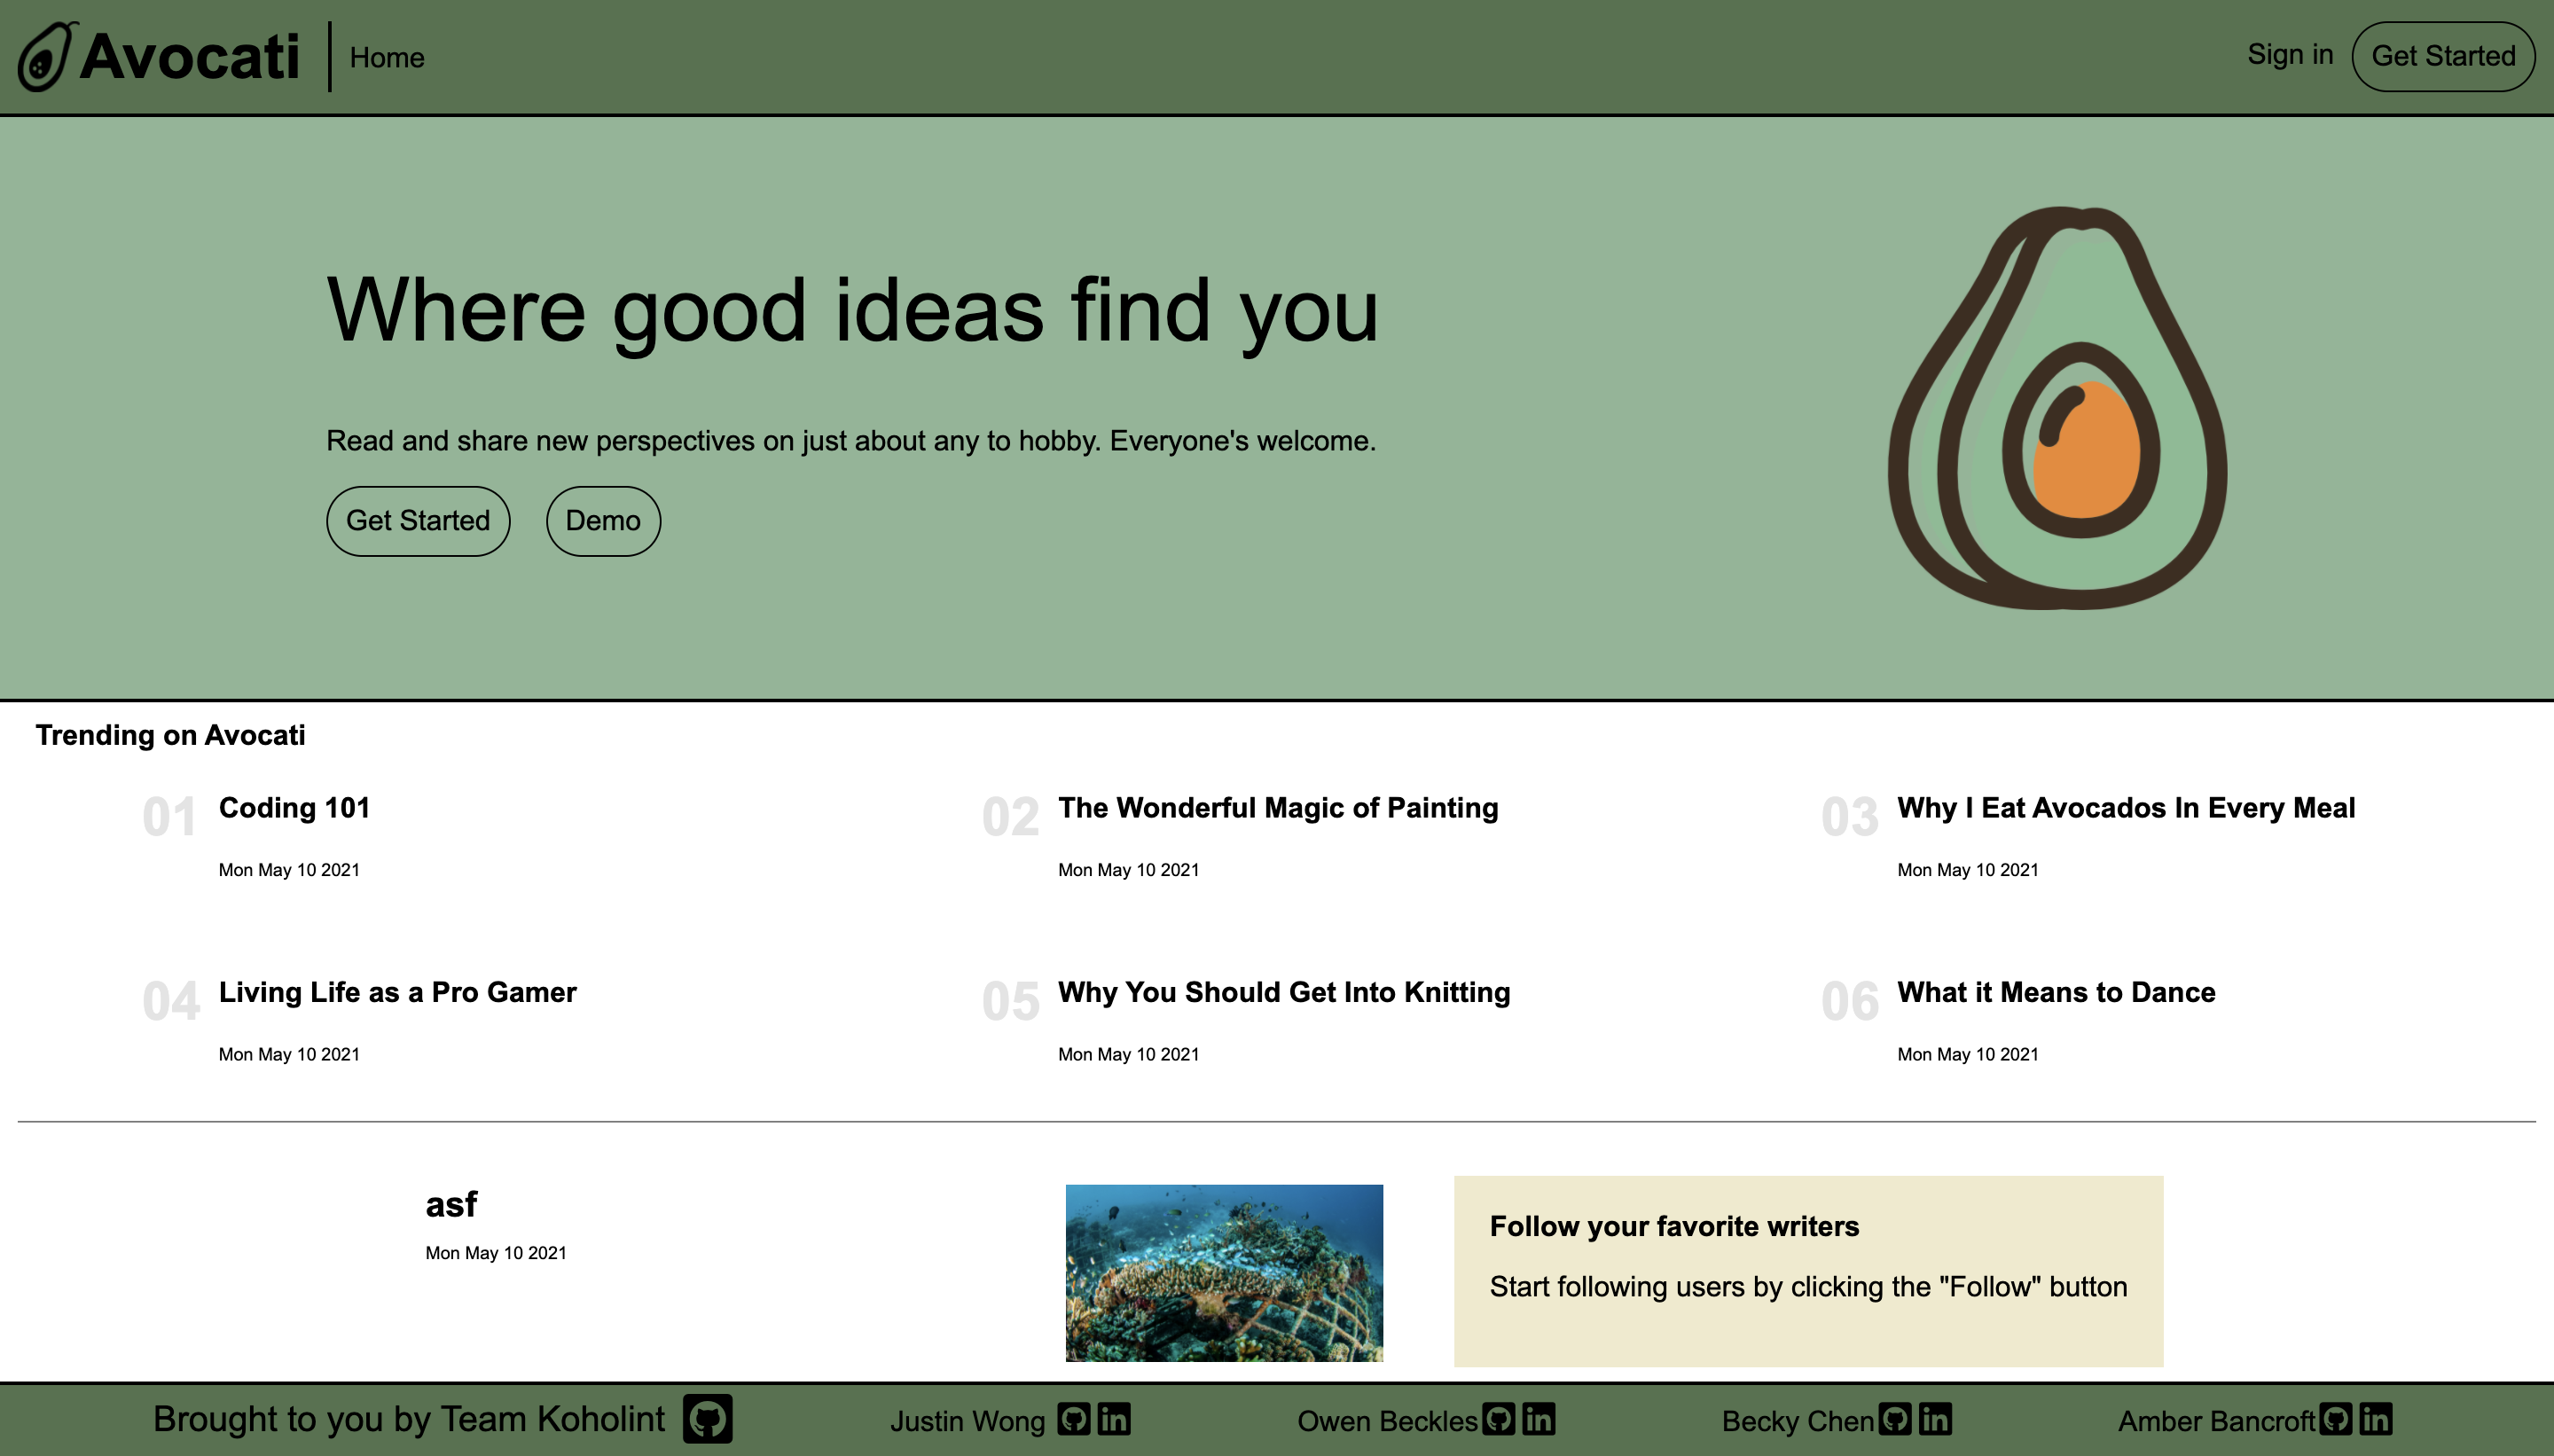 Avocati
Home
Sign in
Get Started
Where good ideas find you
Read and share new perspectives on just about any to hobby. Everyone's welcome.
Get Started
Demo
Trending on Avocati
01
Coding 101
Mon May 10 2021
02
The Wonderful Magic of Painting
Mon May 10 2021
03
Why I Eat Avocados In Every Meal
Mon May 10 2021
04
Living Life as a Pro Gamer
Mon May 10 2021
05
Why You Should Get Into Knitting
Mon May 10 2021
06
What it Means to Dance
Mon May 10 2021
asf
Mon May 10 2021
Follow your favorite writers
Start following users by clicking the "Follow" button
Brought to you by Team Koholint
Justin Wong
in
Owen Beckles
in
Becky Chen
in
Amber Bancroft
in